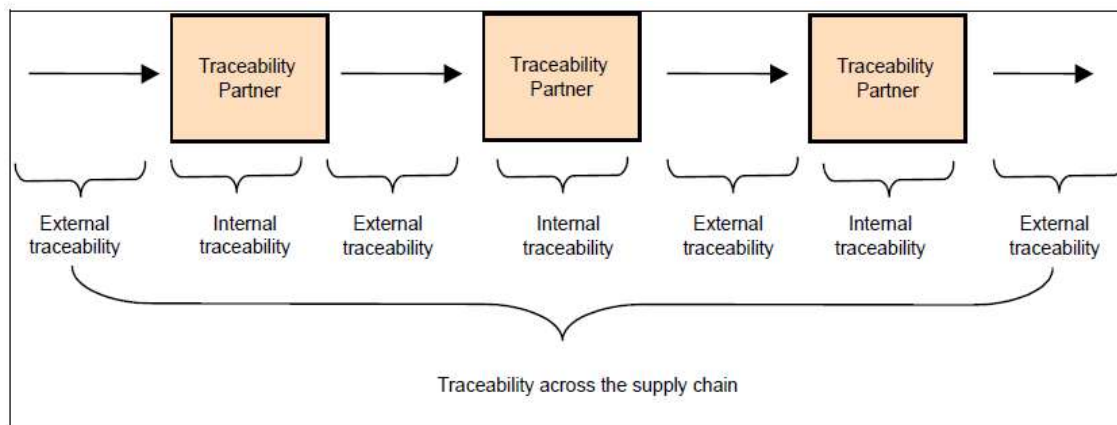 Traceability
Partner
Traceability
Partner
Traceability
Partner
External
traceability
Internal
traceability
External
traceability
Internal
traceability
External
traceability
Internal
traceability
External
traceability
Traceability across the supply chain